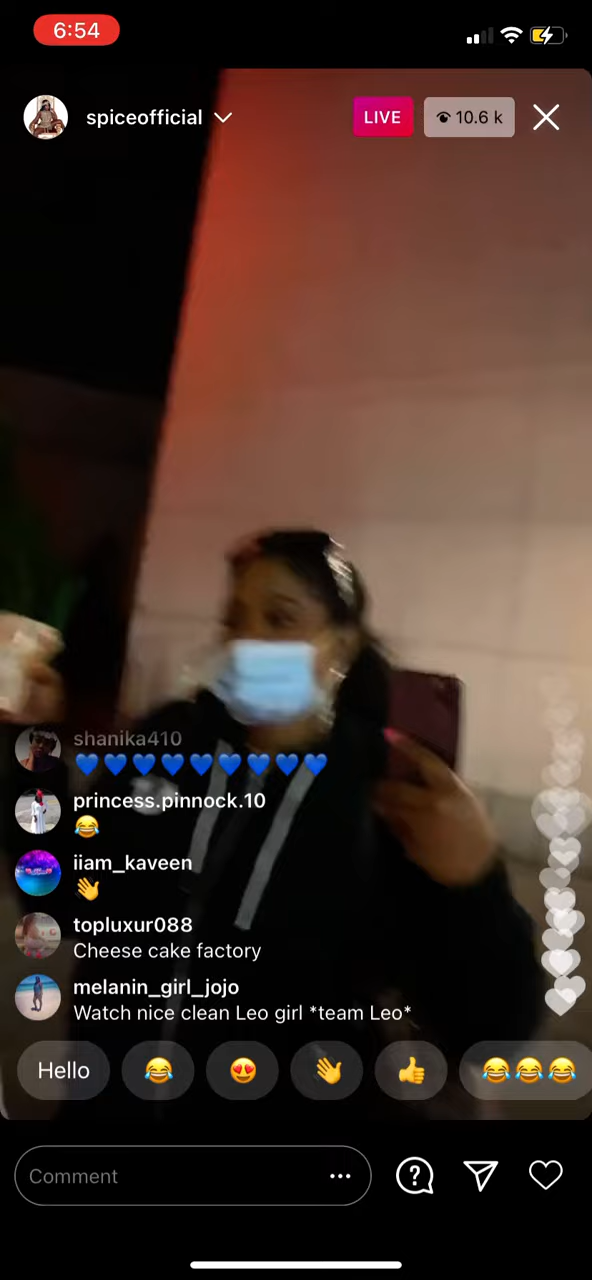 6:54
spiceofficial
LIVE
10.6 k
shanika410
💙💙💙💙💙💙💙💙💙
princess.pinnock.10
😂
iiam_kaveen
👋
topluxur088
Cheese cake factory
melanin_girl_jojo
Watch nice clean Leo girl *team Leo*
Hello 😂 😍 👋 👍 😂😂😂
Comment